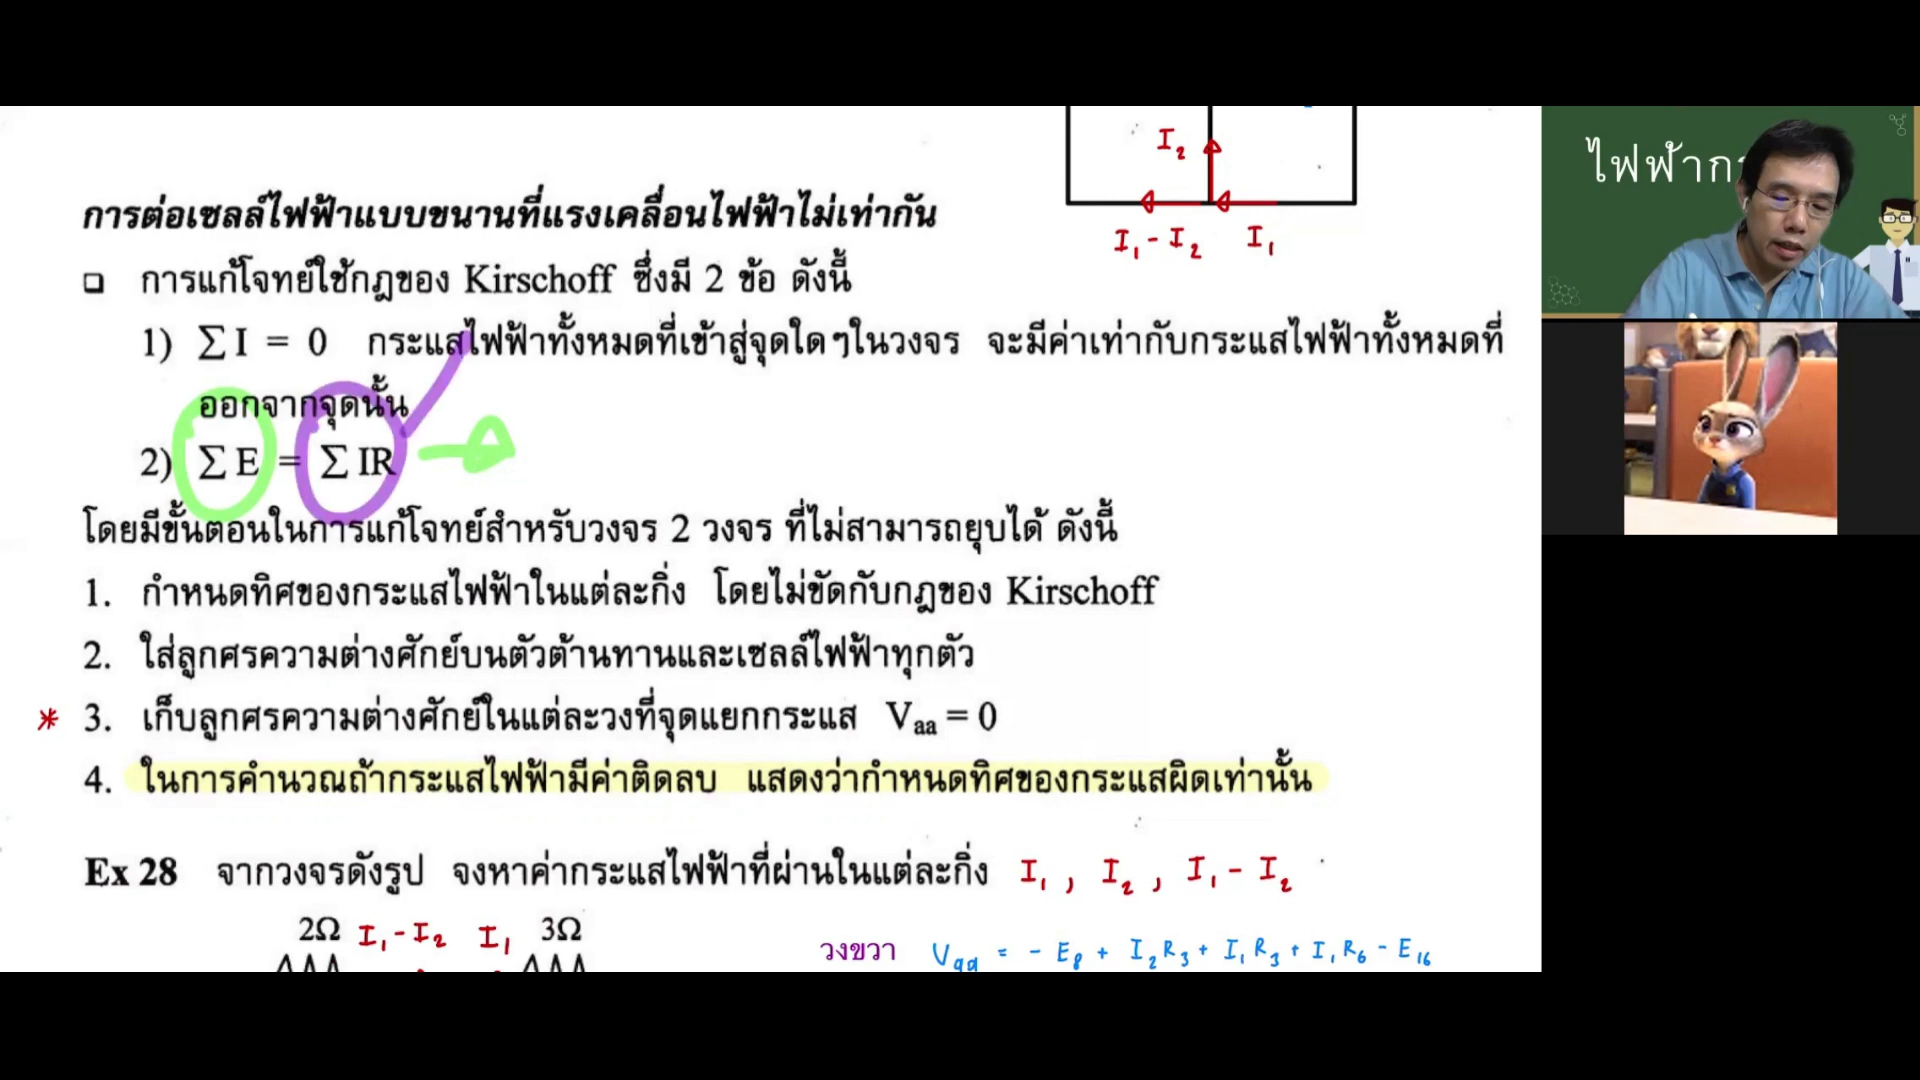 I₂
I₁ - I₂ I₁
ไฟฟ้าก
การต่อเซลล์ไฟฟ้าแบบขนานที่แรงเคลื่อนไฟฟ้าไม่เท่ากัน
❑ การแก้โจทย์ใช้กฎของ Kirschoff ซึ่งมี 2 ข้อ ดังนี้
1) ∑ I = 0 กระแสไฟฟ้าทั้งหมดที่เข้าสู่จุดใดๆในวงจร จะมีค่าเท่ากับกระแสไฟฟ้าทั้งหมดที่
ออกจากจุดนั้น
2) ∑ E = ∑ IR
โดยมีขั้นตอนในการแก้โจทย์สำหรับวงจร 2 วงจร ที่ไม่สามารถยุบได้ ดังนี้
1. กำหนดทิศของกระแสไฟฟ้าในแต่ละกิ่ง โดยไม่ขัดกับกฎของ Kirschoff
2. ใส่ลูกศรความต่างศักย์บนตัวต้านทานและเซลล์ไฟฟ้าทุกตัว
* 3. เก็บลูกศรความต่างศักย์ในแต่ละวงที่จุดแยกกระแส Vaa = 0
4. ในการคำนวณถ้ากระแสไฟฟ้ามีค่าติดลบ แสดงว่ากำหนดทิศของกระแสผิดเท่านั้น
Ex 28 จากวงจรดังรูป จงหาค่ากระแสไฟฟ้าที่ผ่านในแต่ละกิ่ง I₁ , I₂ , I₁ - I₂
2Ω I₁ - I₂ I₁ 3Ω
วงขวา Vaa = - E₈ + I₂R₃ + I₁R₃ + I₁R₆ - E₁₆